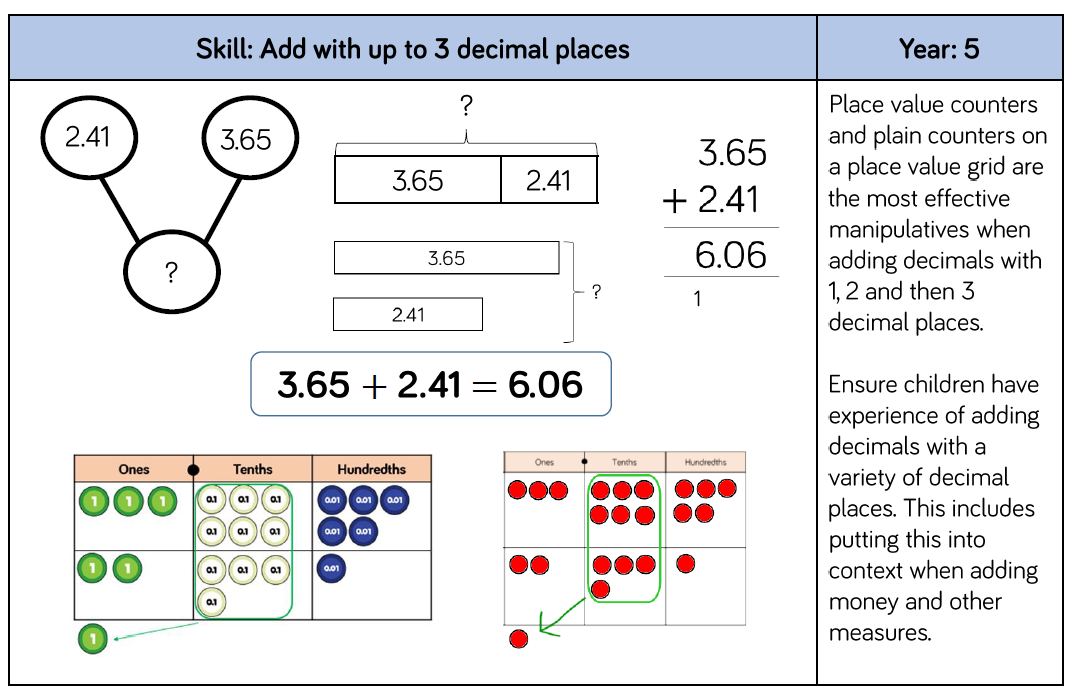 Skill: Add with up to 3 decimal places
Year: 5
2.41
3.65
?
?
3.65
2.41
3.65
2.41
?
3.65
+ 2.41
6.06
1
3.65 + 2.41 = 6.06
Ones Tenths Hundredths
1 1 1 0.1 0.1 0.1 0.01 0.01 0.01
0.1 0.1 0.1 0.01 0.01
1 1 0.1 0.1 0.1 0.01
0.1
1
Ones Tenths Hundredths
Place value counters
and plain counters on
a place value grid are
the most effective
manipulatives when
adding decimals with
1, 2 and then 3
decimal places.
Ensure children have
experience of adding
decimals with a
variety of decimal
places. This includes
putting this into
context when adding
money and other
measures.